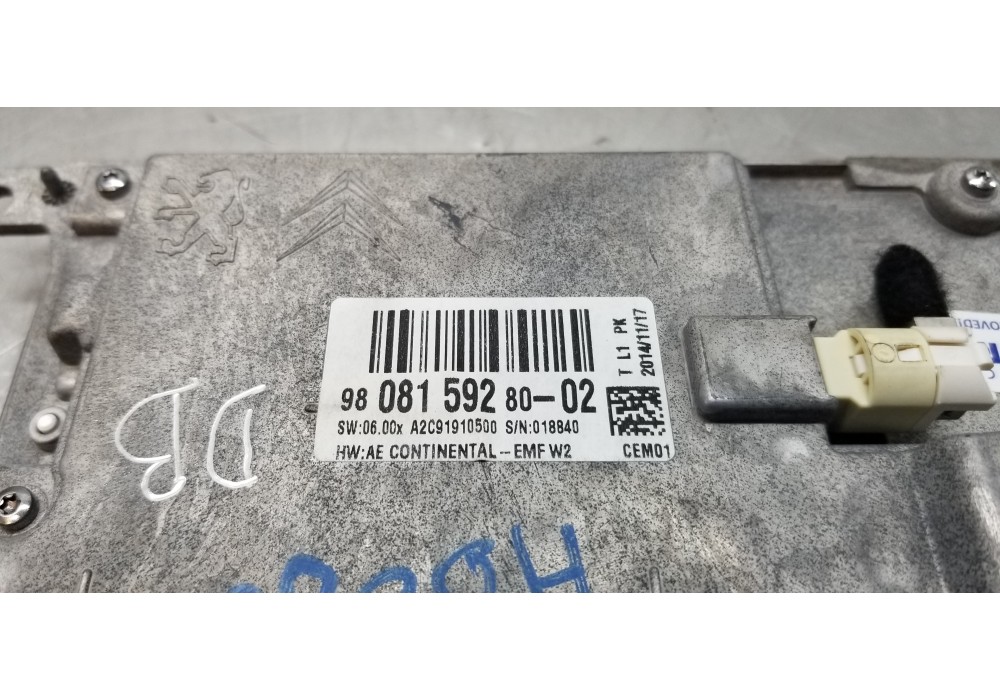 98 081 592 80-02
SW:06.00x A2C91910500 S/N:018840
HW:AE CONTINENTAL--EMF W2
CEM01
T L1 PK
2014/11/17
DB